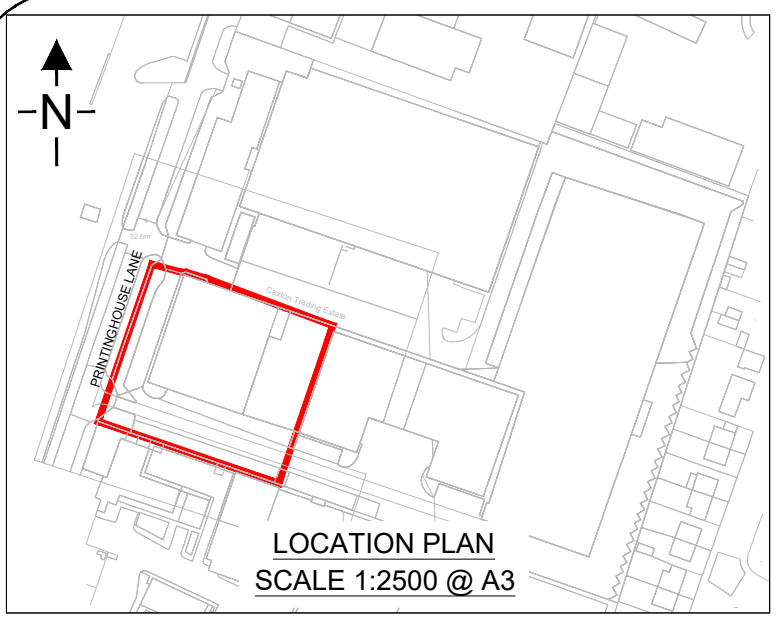 -N-
32.6m
PRINTINGHOUSE LANE
Caxton Trading Estate
LOCATION PLAN
SCALE 1:2500 @ A3